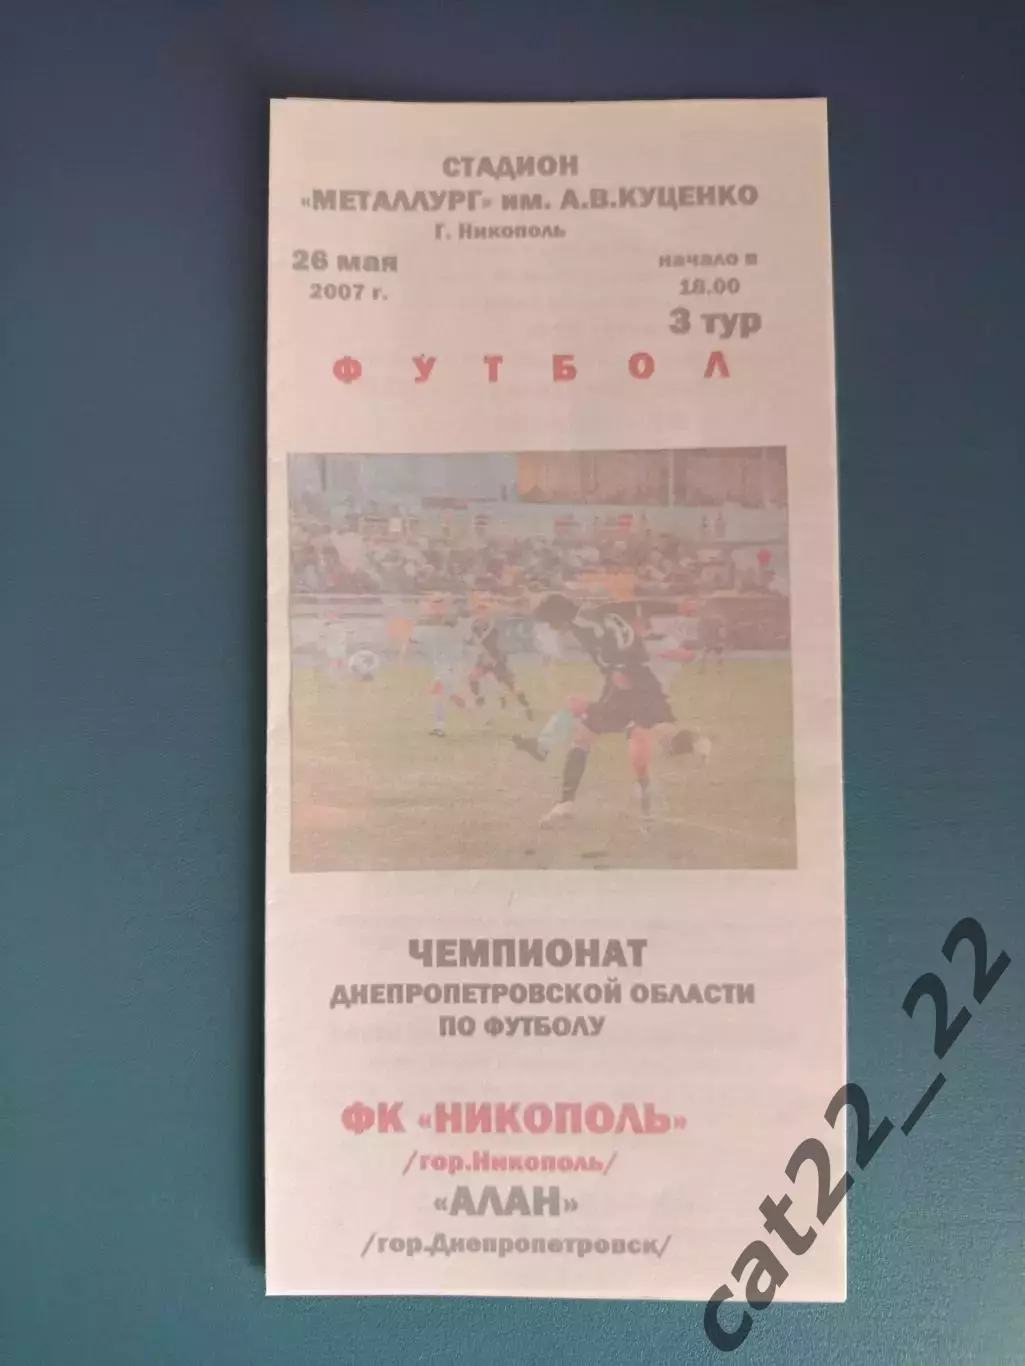 СТАДИОН
«МЕТАЛЛУРГ» им. А.В.КУЦЕНКО
Г. Никополь
26 мая
2007 г.
начало в
18.00
3 тур
ФУТБОЛ
ЧЕМПИОНАТ
ДНЕПРОПЕТРОВСКОЙ ОБЛАСТИ
ПО ФУТБОЛУ
ФК «НИКОПОЛЬ»
/гор.Никополь/
«АЛАН»
/гор.Днепропетровск/
cat22_22